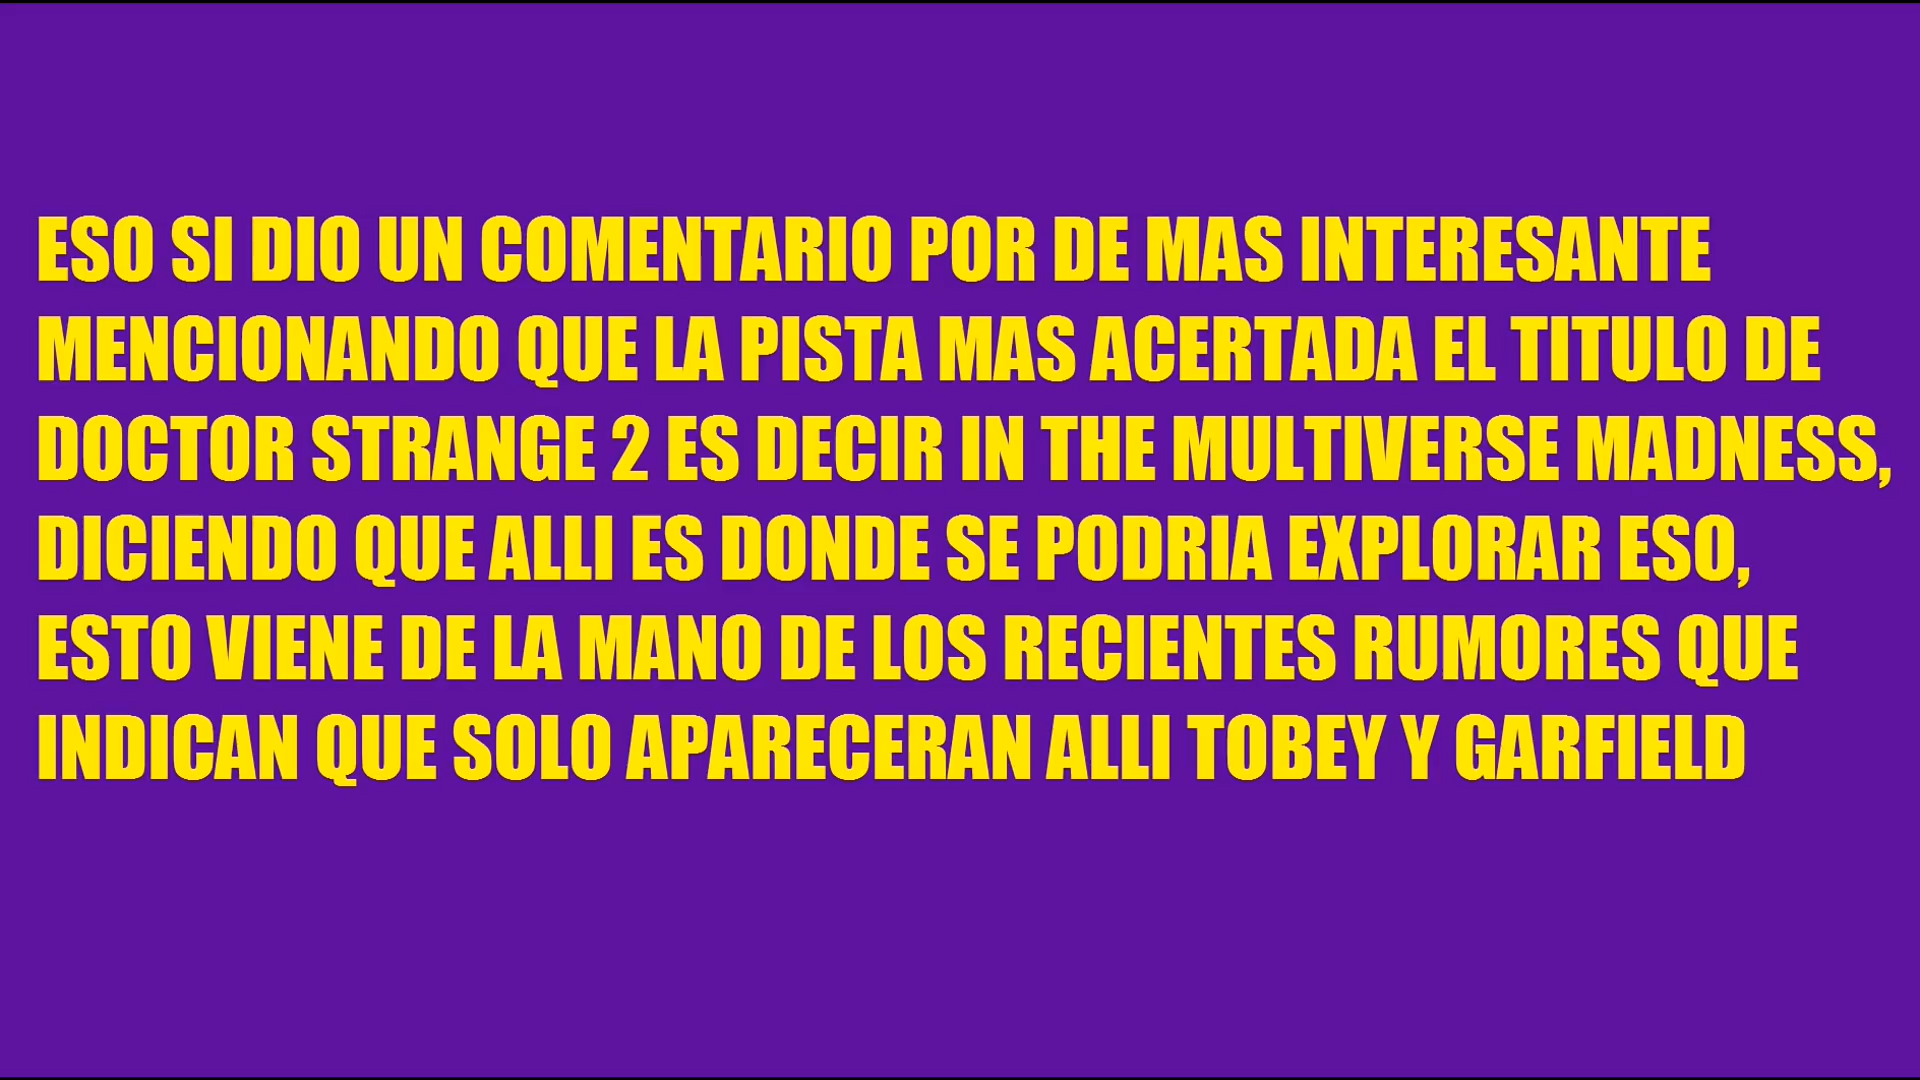 ESO SI DIO UN COMENTARIO POR DE MAS INTERESANTE
MENCIONANDO QUE LA PISTA MAS ACERTADA EL TITULO DE
DOCTOR STRANGE 2 ES DECIR IN THE MULTIVERSE MADNESS,
DICIENDO QUE ALLI ES DONDE SE PODRIA EXPLORAR ESO,
ESTO VIENE DE LA MANO DE LOS RECIENTES RUMORES QUE
INDICAN QUE SOLO APARECERAN ALLI TOBEY Y GARFIELD